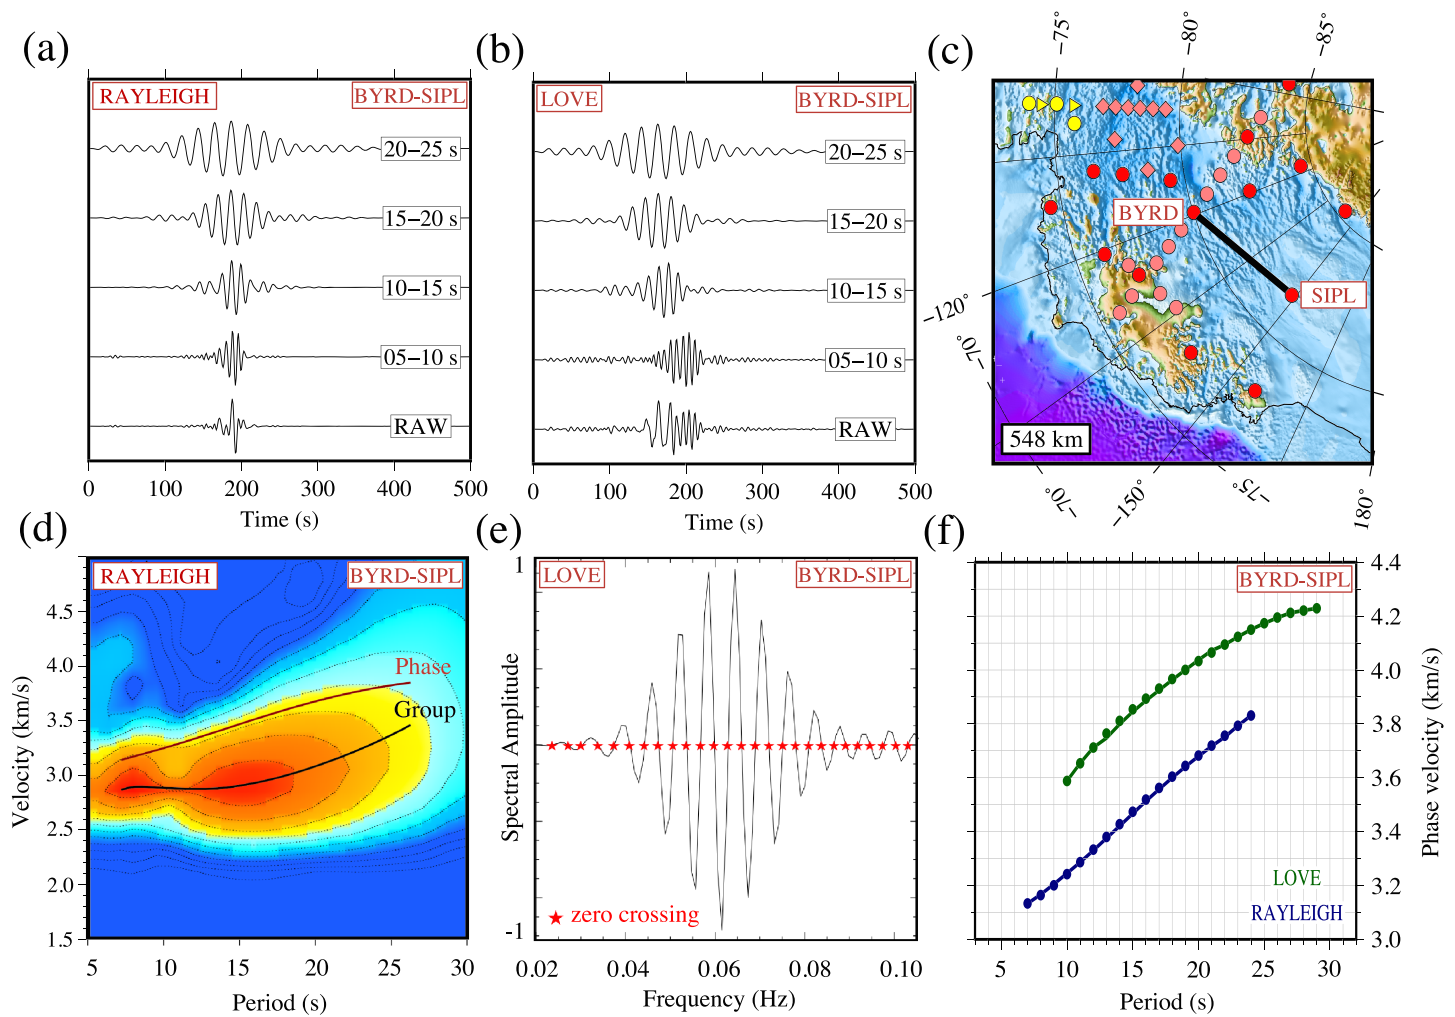 (a)
RAYLEIGH
BYRD-SIPL
20–25 s
15–20 s
10–15 s
05–10 s
RAW
0 100 200 300 400 500
Time (s)
(b)
LOVE
BYRD-SIPL
20–25 s
15–20 s
10–15 s
05–10 s
RAW
0 100 200 300 400 500
Time (s)
(c)
−75° −80° −85°
BYRD
SIPL
−120°
−70°
548 km
−70° −150° −75° 180°
(d)
RAYLEIGH
BYRD-SIPL
4.5
4.0
3.5
3.0
2.5
2.0
1.5
Velocity (km/s)
Phase
Group
5 10 15 20 25 30
Period (s)
(e)
LOVE
BYRD-SIPL
1
-1
Spectral Amplitude
zero crossing
0.02 0.04 0.06 0.08 0.10
Frequency (Hz)
(f)
BYRD-SIPL
4.4
4.2
4.0
3.8
3.6
3.4
3.2
3.0
Phase velocity (km/s)
LOVE
RAYLEIGH
5 10 15 20 25 30
Period (s)